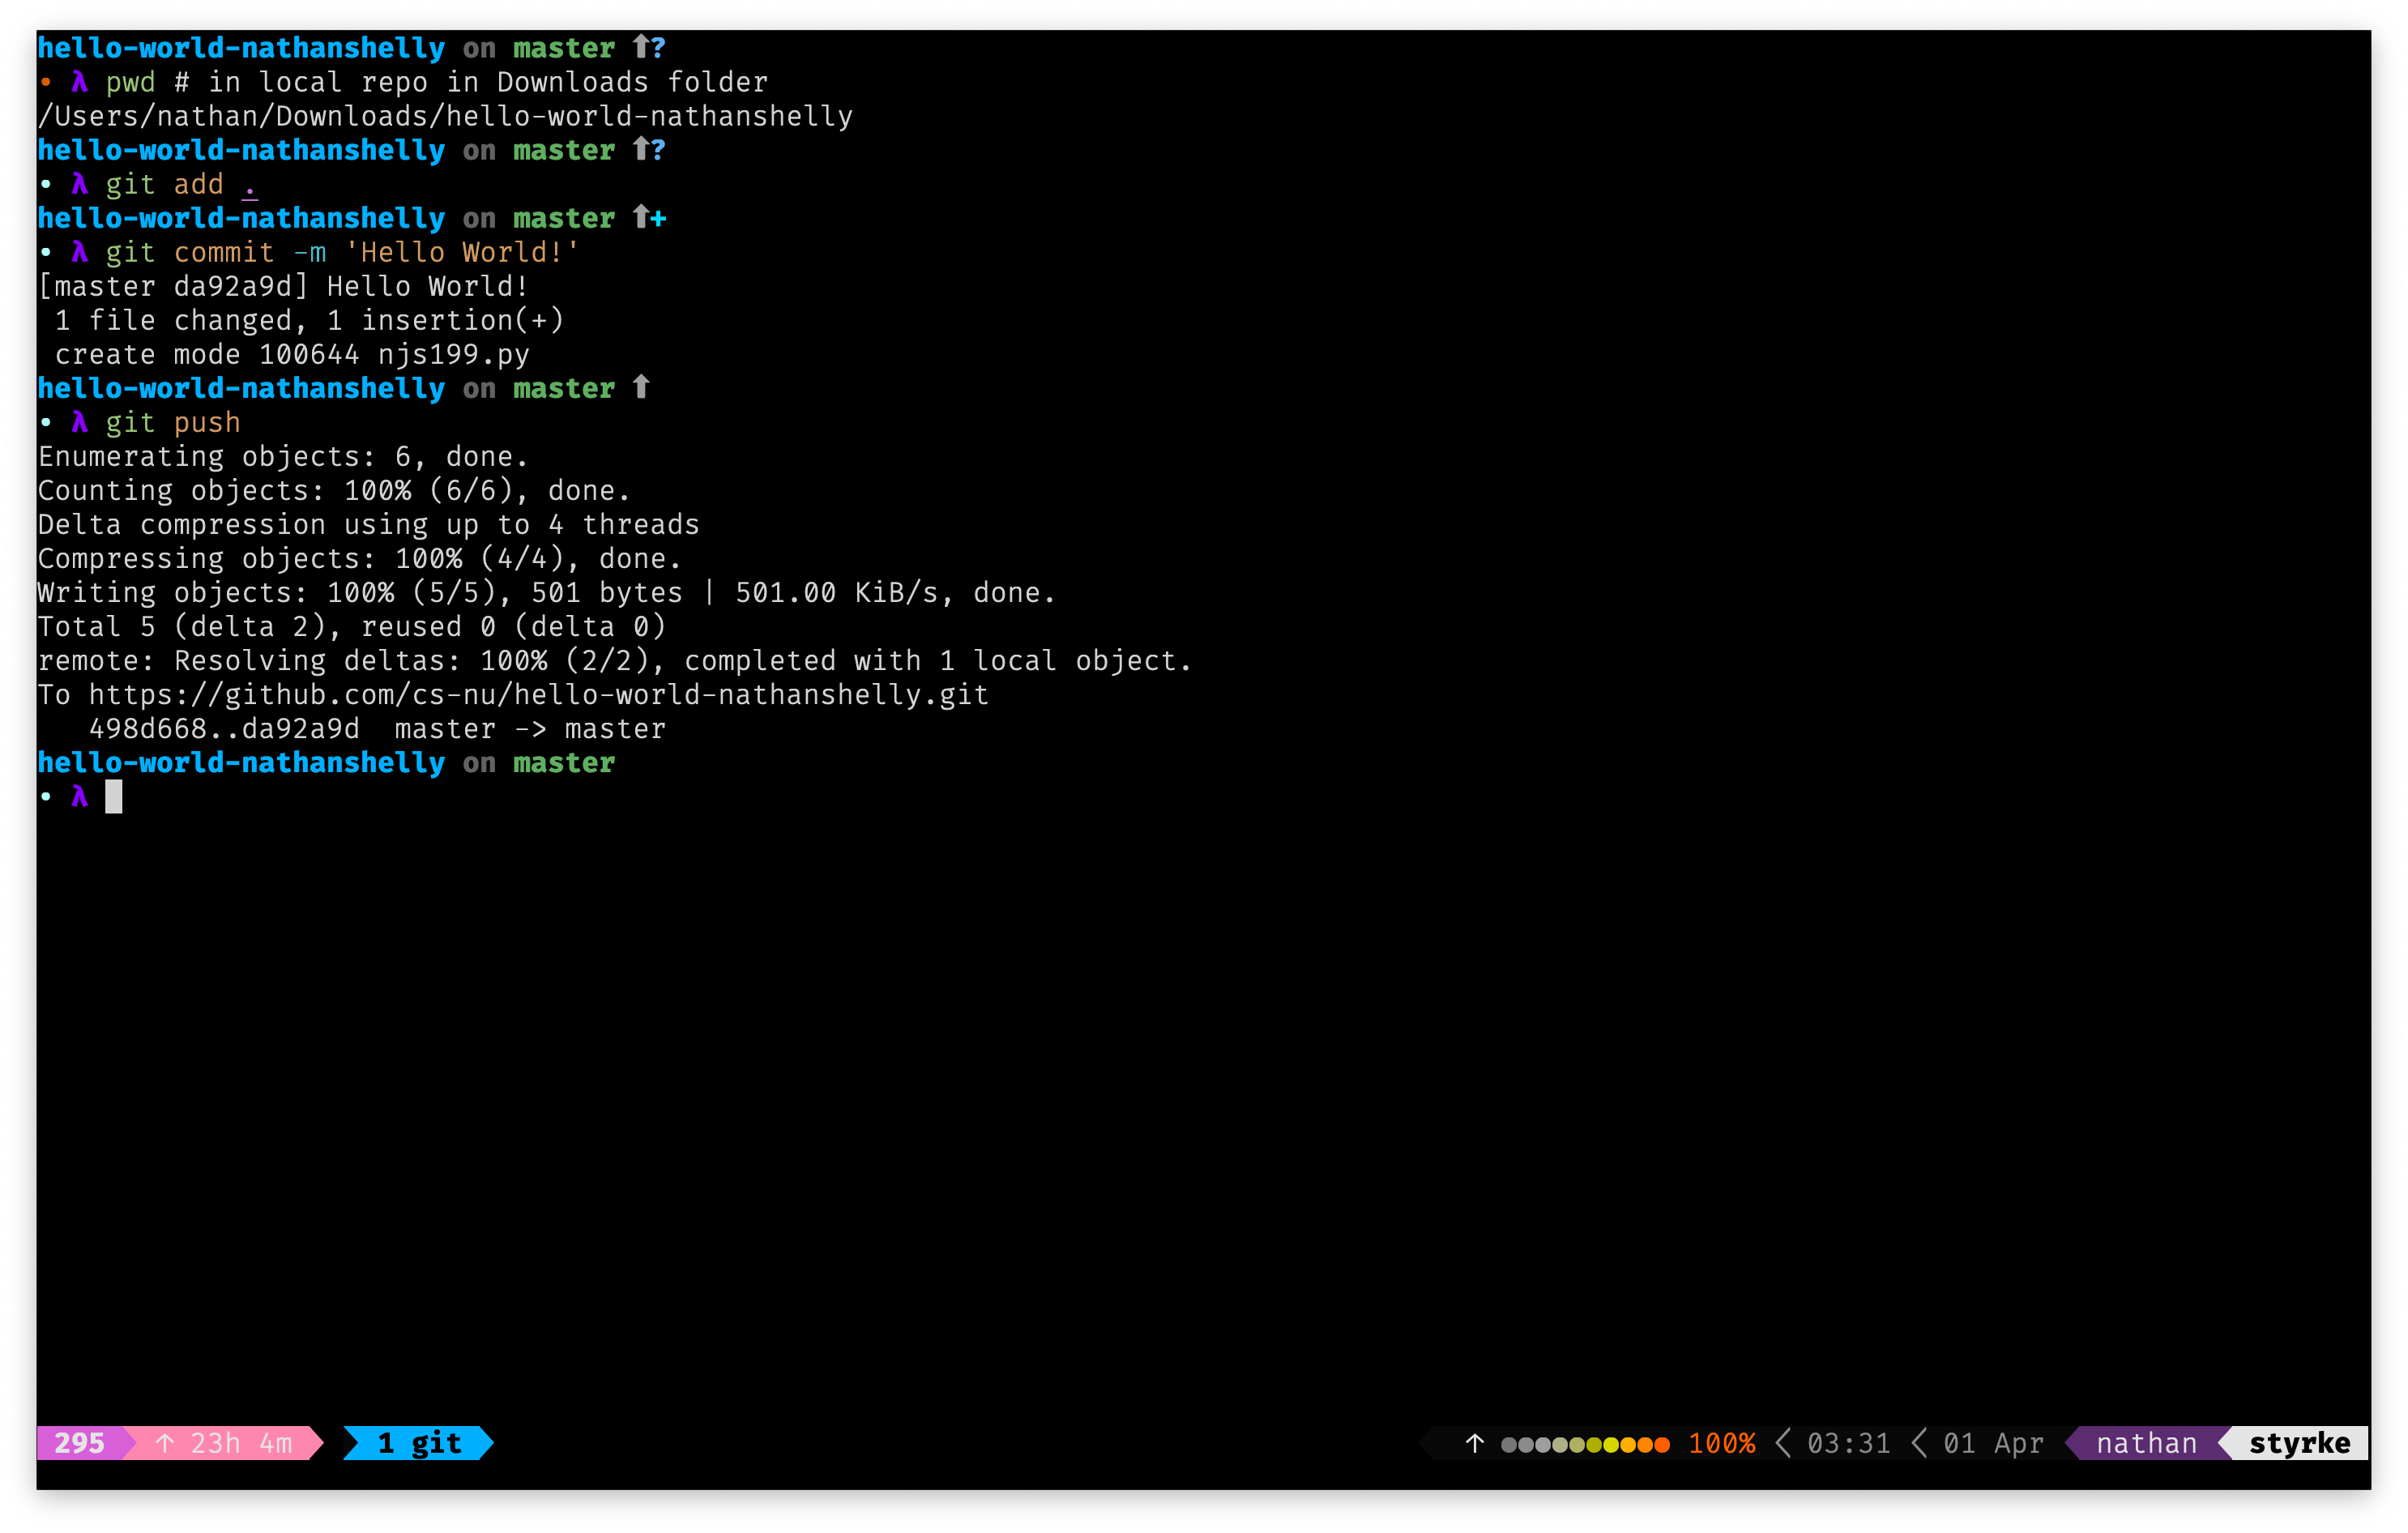 hello-world-nathanshelly on master ⬆?
• λ pwd # in local repo in Downloads folder
/Users/nathan/Downloads/hello-world-nathanshelly
hello-world-nathanshelly on master ⬆?
• λ git add .
hello-world-nathanshelly on master ⬆+
• λ git commit -m 'Hello World!'
[master da92a9d] Hello World!
 1 file changed, 1 insertion(+)
 create mode 100644 njs199.py
hello-world-nathanshelly on master ⬆
• λ git push
Enumerating objects: 6, done.
Counting objects: 100% (6/6), done.
Delta compression using up to 4 threads
Compressing objects: 100% (4/4), done.
Writing objects: 100% (5/5), 501 bytes | 501.00 KiB/s, done.
Total 5 (delta 2), reused 0 (delta 0)
remote: Resolving deltas: 100% (2/2), completed with 1 local object.
To https://github.com/cs-nu/hello-world-nathanshelly.git
   498d668..da92a9d  master -> master
hello-world-nathanshelly on master
• λ
295 ↑ 23h 4m 1 git ↑ ●●●●●●●●●● 100% 03:31 01 Apr nathan styrke